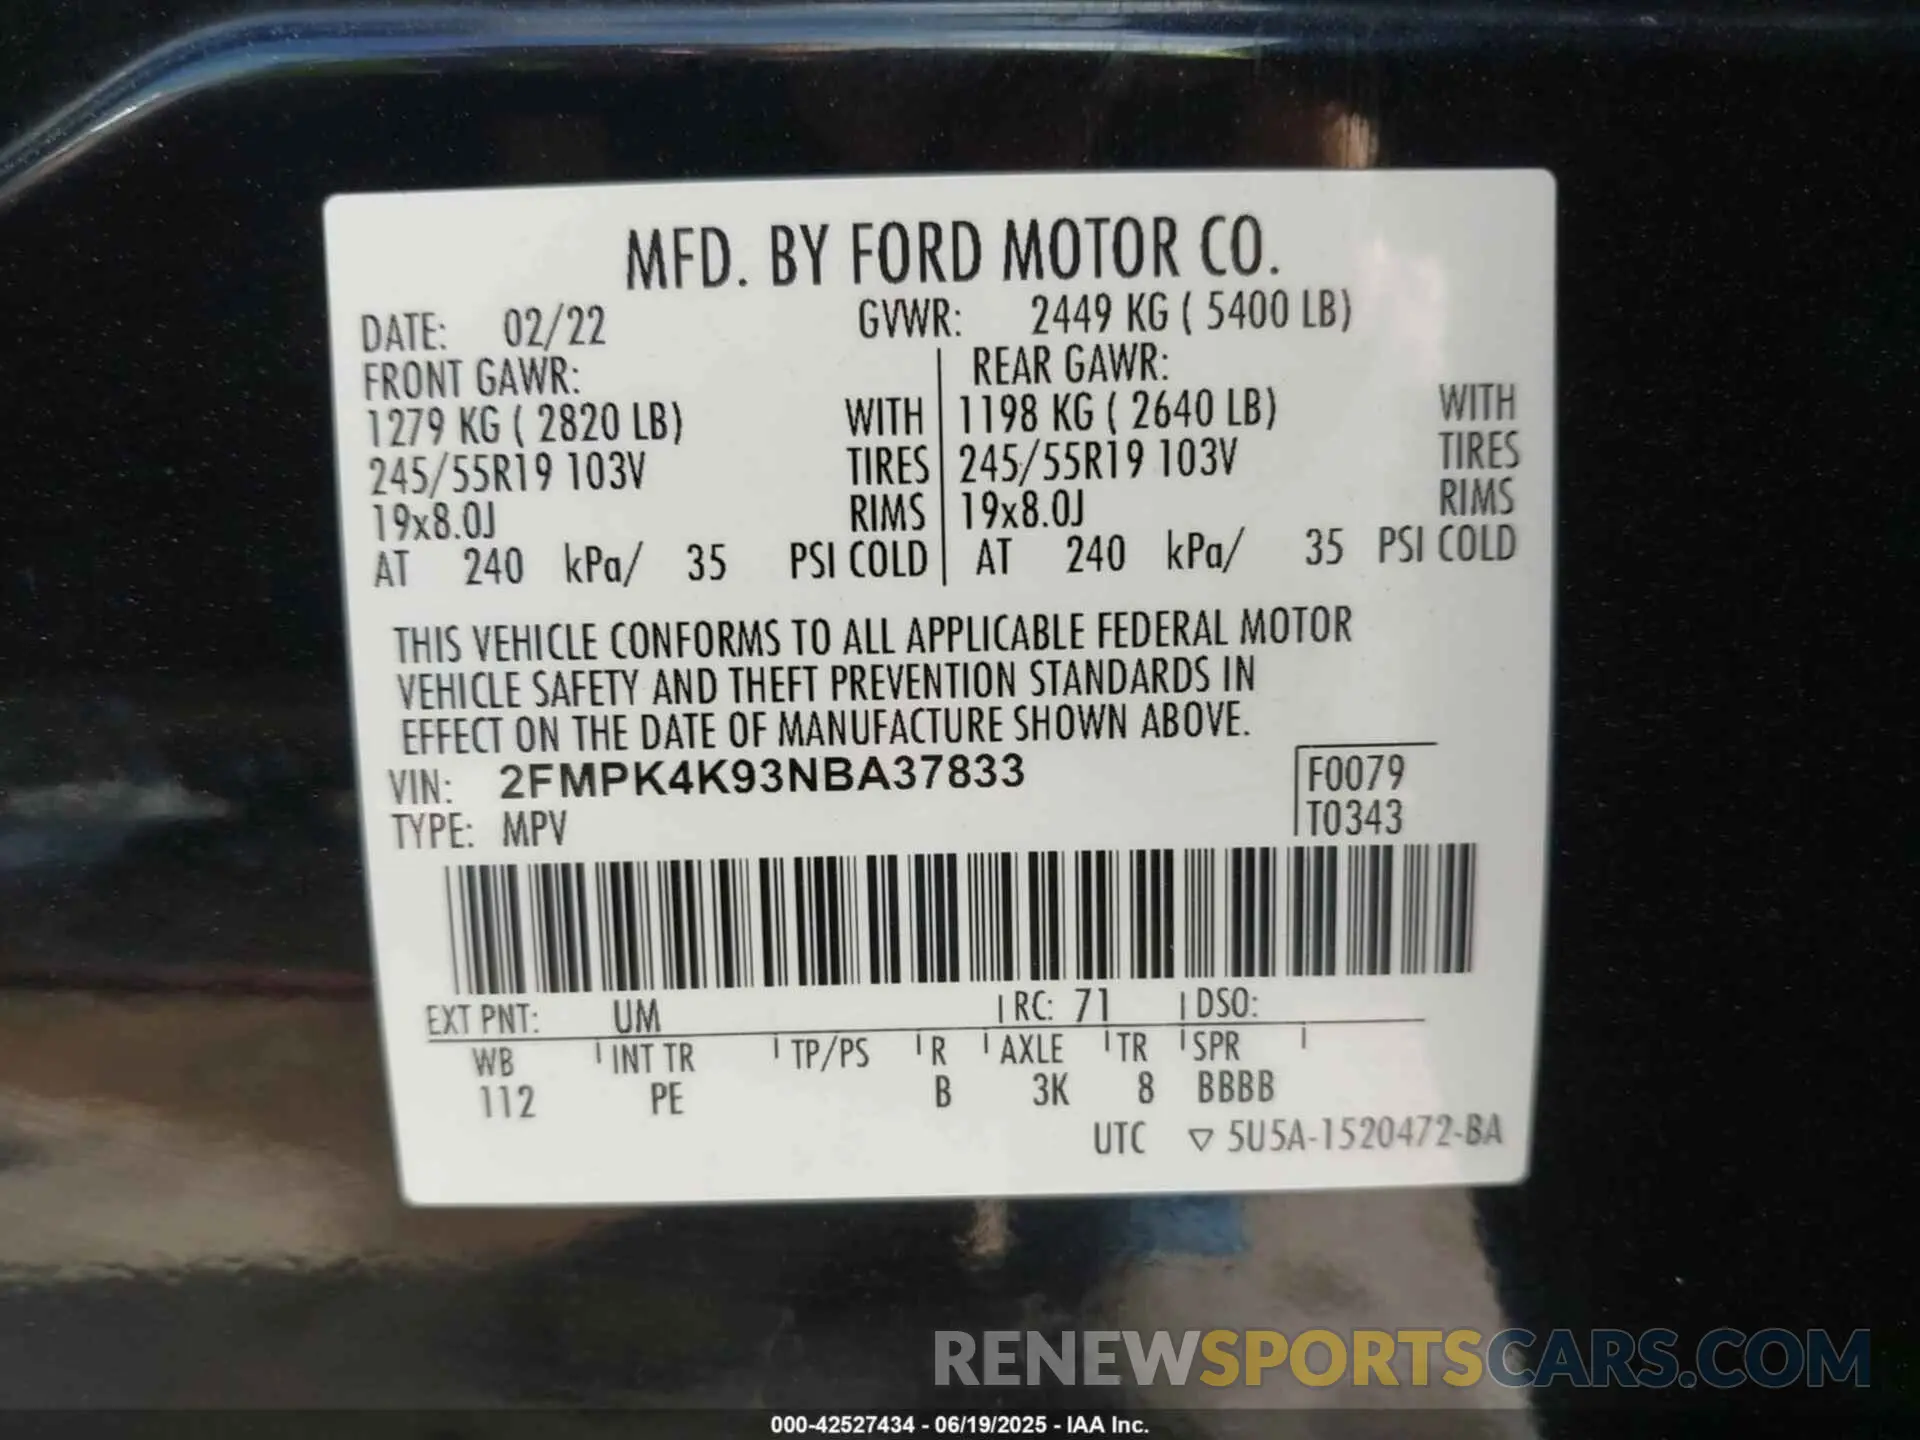 MFD. BY FORD MOTOR CO.
DATE: 02/22 GVWR: 2449 KG ( 5400 LB)
FRONT GAWR: REAR GAWR:
1279 KG ( 2820 LB) WITH 1198 KG ( 2640 LB) WITH
245/55R19 103V TIRES 245/55R19 103V TIRES
19x8.0J RIMS 19x8.0J RIMS
AT 240 kPa/ 35 PSI COLD AT 240 kPa/ 35 PSI COLD
THIS VEHICLE CONFORMS TO ALL APPLICABLE FEDERAL MOTOR
VEHICLE SAFETY AND THEFT PREVENTION STANDARDS IN
EFFECT ON THE DATE OF MANUFACTURE SHOWN ABOVE.
VIN: 2FMPK4K93NBA37833 F0079
TYPE: MPV T0343
EXT PNT: UM RC: 71 DSO:
WB INT TR TP/PS R AXLE TR SPR
112 PE B 3K 8 BBBB
UTC ▽ 5U5A-1520472-BA
RENEWSPORTSCARS.COM
000-42527434 - 06/19/2025 - IAA Inc.